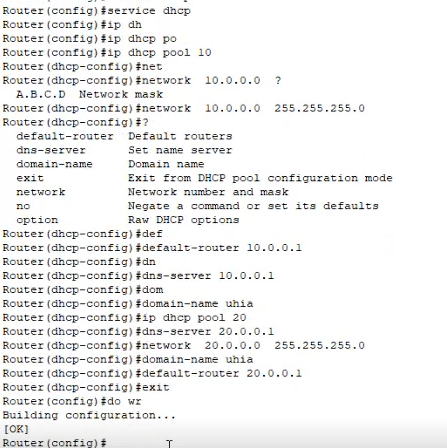 Router(config)#service dhcp
Router(config)#ip dh
Router(config)#ip dhcp po
Router(config)#ip dhcp pool 10
Router(dhcp-config)#net
Router(dhcp-config)#network 10.0.0.0 ?
A.B.C.D Network mask
Router(dhcp-config)#network 10.0.0.0 255.255.255.0
Router(dhcp-config)#?
default-router Default routers
dns-server Set name server
domain-name Domain name
exit Exit from DHCP pool configuration mode
network Network number and mask
no Negate a command or set its defaults
option Raw DHCP options
Router(dhcp-config)#def
Router(dhcp-config)#default-router 10.0.0.1
Router(dhcp-config)#dn
Router(dhcp-config)#dns-server 10.0.0.1
Router(dhcp-config)#dom
Router(dhcp-config)#domain-name uhia
Router(dhcp-config)#ip dhcp pool 20
Router(dhcp-config)#dns-server 20.0.0.1
Router(dhcp-config)#network 20.0.0.0 255.255.255.0
Router(dhcp-config)#domain-name uhia
Router(dhcp-config)#default-router 20.0.0.1
Router(dhcp-config)#exit
Router(config)#do wr
Building configuration...
[OK]
Router(config)#